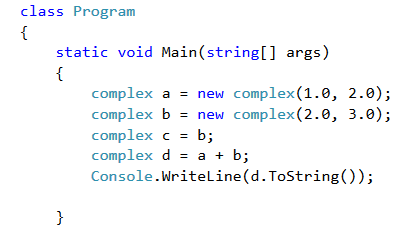 class Program
{
static void Main(string[] args)
{
complex a = new complex(1.0, 2.0);
complex b = new complex(2.0, 3.0);
complex c = b;
complex d = a + b;
Console.WriteLine(d.ToString());
}